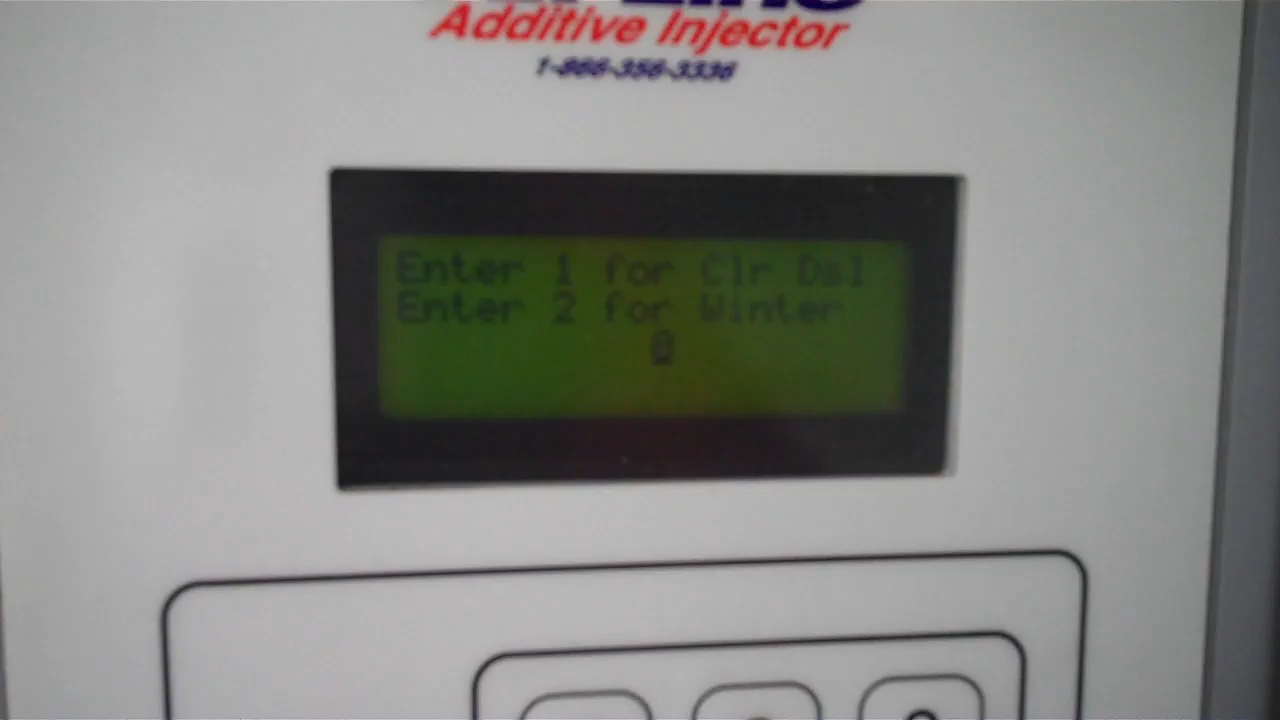 Additive Injector
1-866-356-3336
Enter 1 for Clr Dsl
Enter 2 for Winter
0